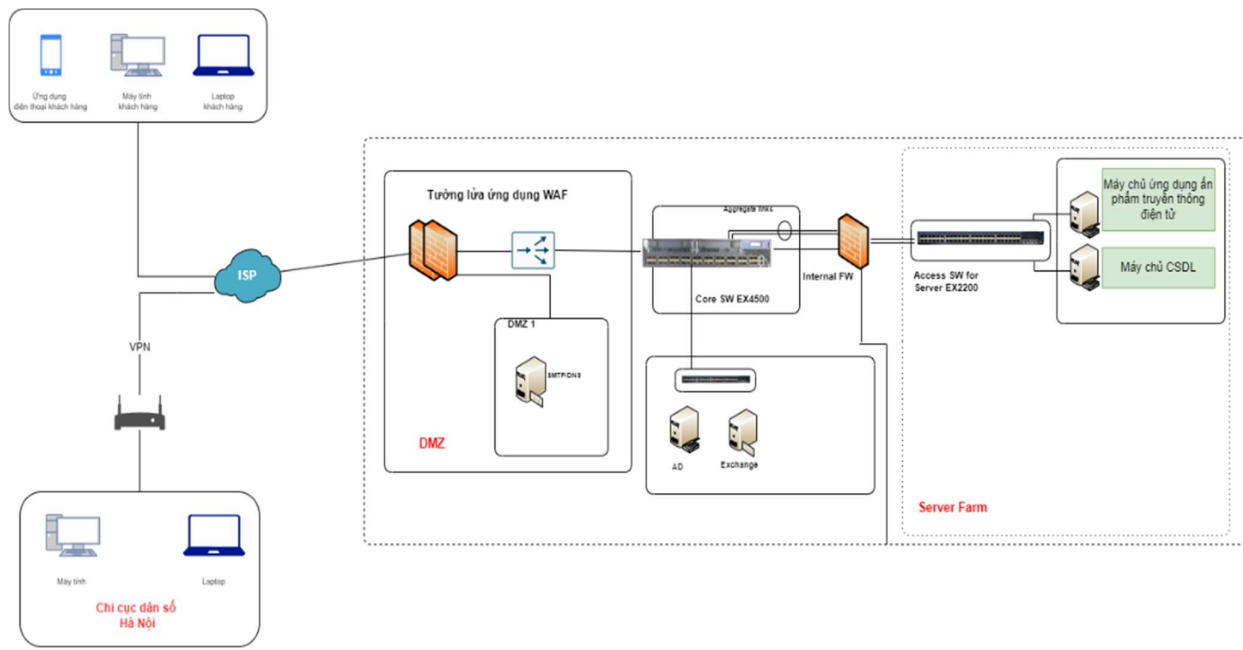 Ứng dụng
điện thoại khách hàng
Máy tính
khách hàng
Laptop
khách hàng
ISP
VPN
Máy tính
Laptop
Chi cục dân số
Hà Nội
Tường lửa ứng dụng WAF
DMZ 1
SMTP/DNS
DMZ
Aggregate links
Core SW EX4500
Internal FW
AD
Exchange
Access SW for
Server EX2200
Máy chủ ứng dụng ấn
phẩm truyền thông
điện tử
Máy chủ CSDL
Server Farm